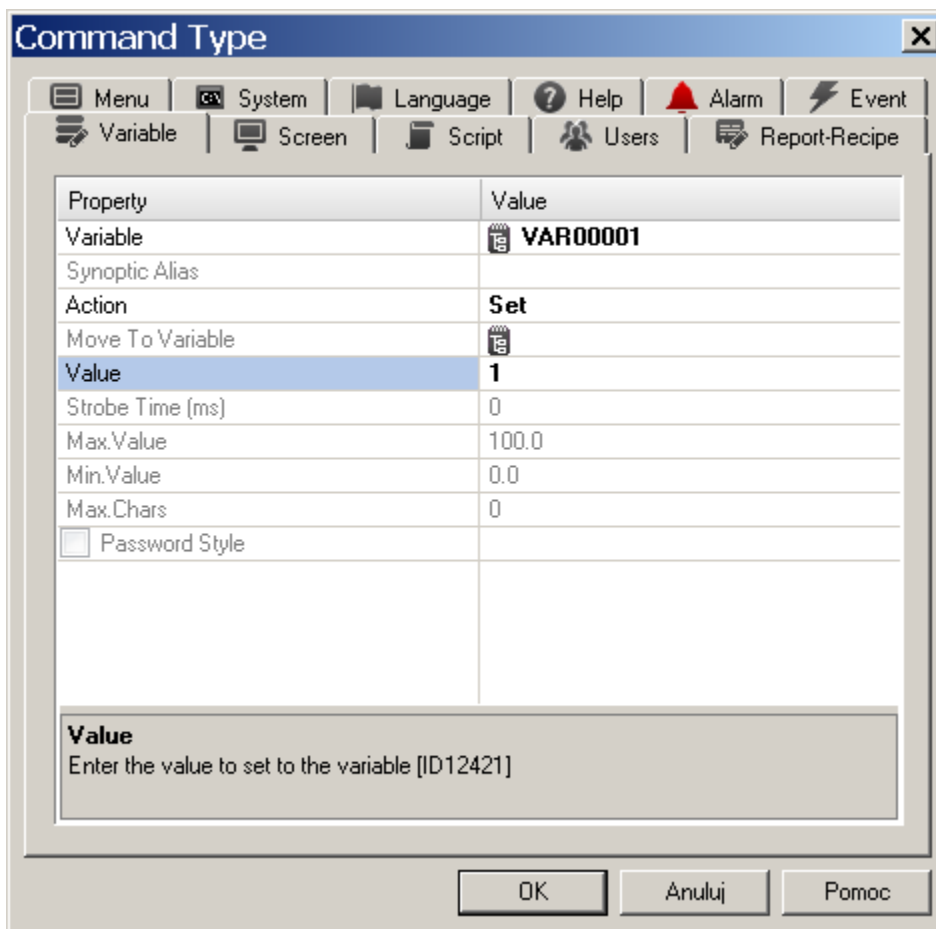 Command Type
Menu System Language Help Alarm Event
Variable Screen Script Users Report-Recipe
Property Value
Variable VAR00001
Synoptic Alias
Action Set
Move To Variable
Value 1
Strobe Time (ms) 0
Max.Value 100.0
Min.Value 0.0
Max.Chars 0
Password Style
Value
Enter the value to set to the variable [ID12421]
OK Anuluj Pomoc